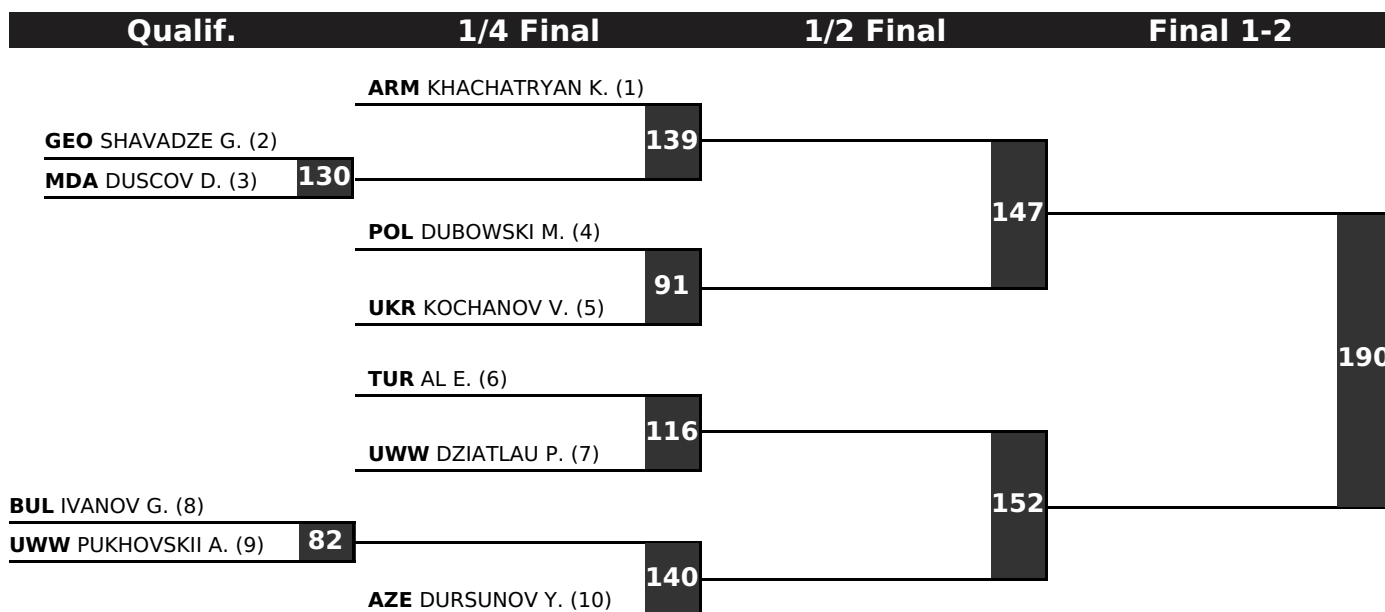 Qualif. 1/4 Final 1/2 Final Final 1-2
ARM KHACHATRYAN K. (1)
139
GEO SHAVADZE G. (2)
130
MDA DUSCOV D. (3)
147
POL DUBOWSKI M. (4)
91
UKR KOCHANOV V. (5)
190
TUR AL E. (6)
116
UWW DZIATLAU P. (7)
152
BUL IVANOV G. (8)
82
UWW PUKHOVSKII A. (9)
140
AZE DURSUNOV Y. (10)